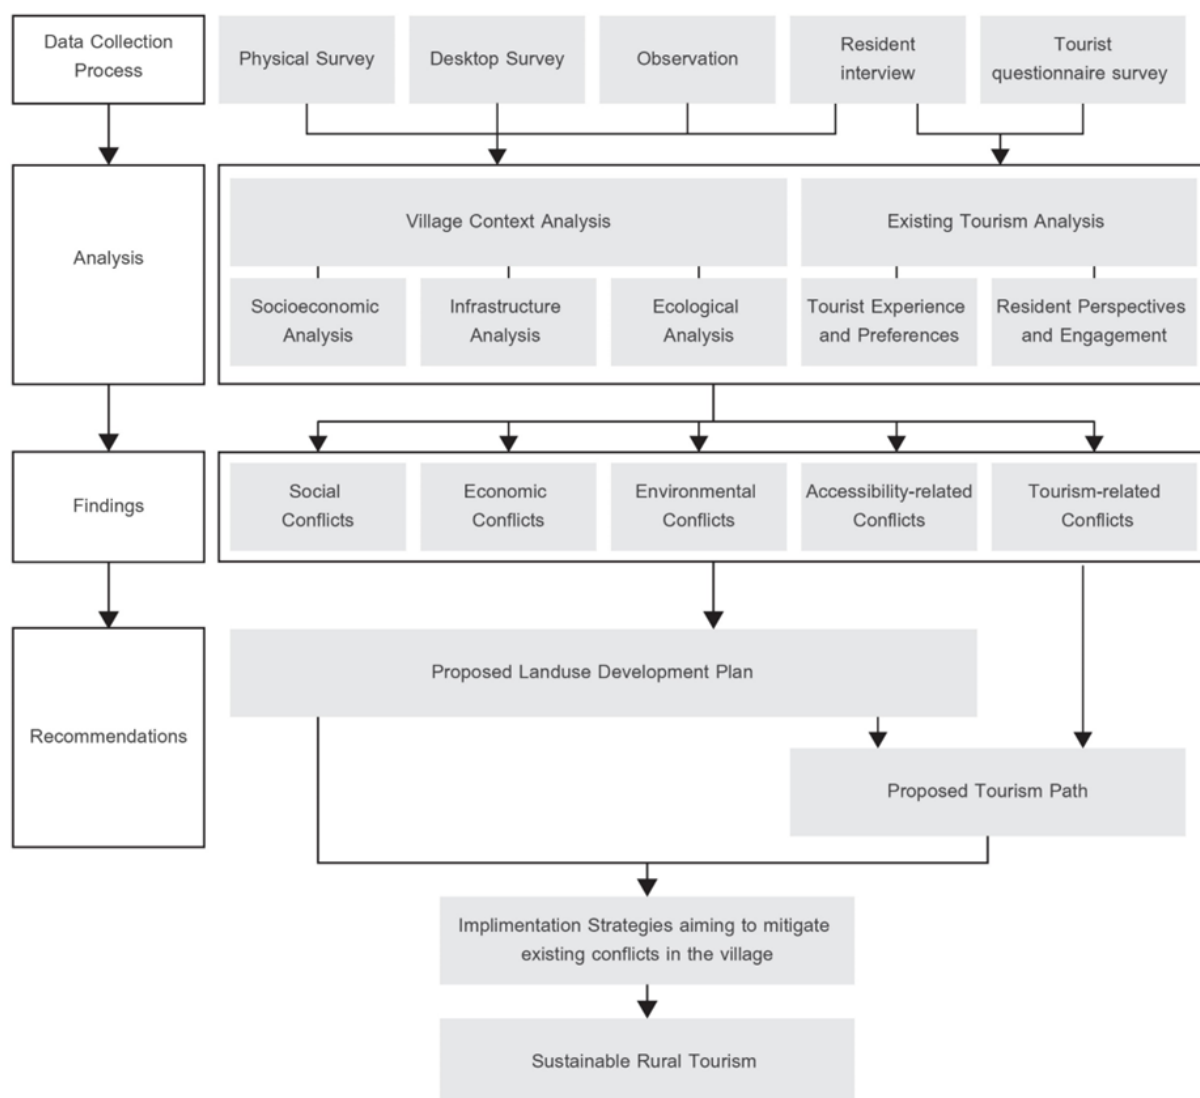 Data Collection
Process
Physical Survey
Desktop Survey
Observation
Resident
interview
Tourist
questionnaire survey
Analysis
Village Context Analysis
Existing Tourism Analysis
Socioeconomic
Analysis
Infrastructure
Analysis
Ecological
Analysis
Tourist Experience
and Preferences
Resident Perspectives
and Engagement
Findings
Social
Conflicts
Economic
Conflicts
Environmental
Conflicts
Accessibility-related
Conflicts
Tourism-related
Conflicts
Recommendations
Proposed Landuse Development Plan
Proposed Tourism Path
Implimentation Strategies aiming to mitigate
existing conflicts in the village
Sustainable Rural Tourism